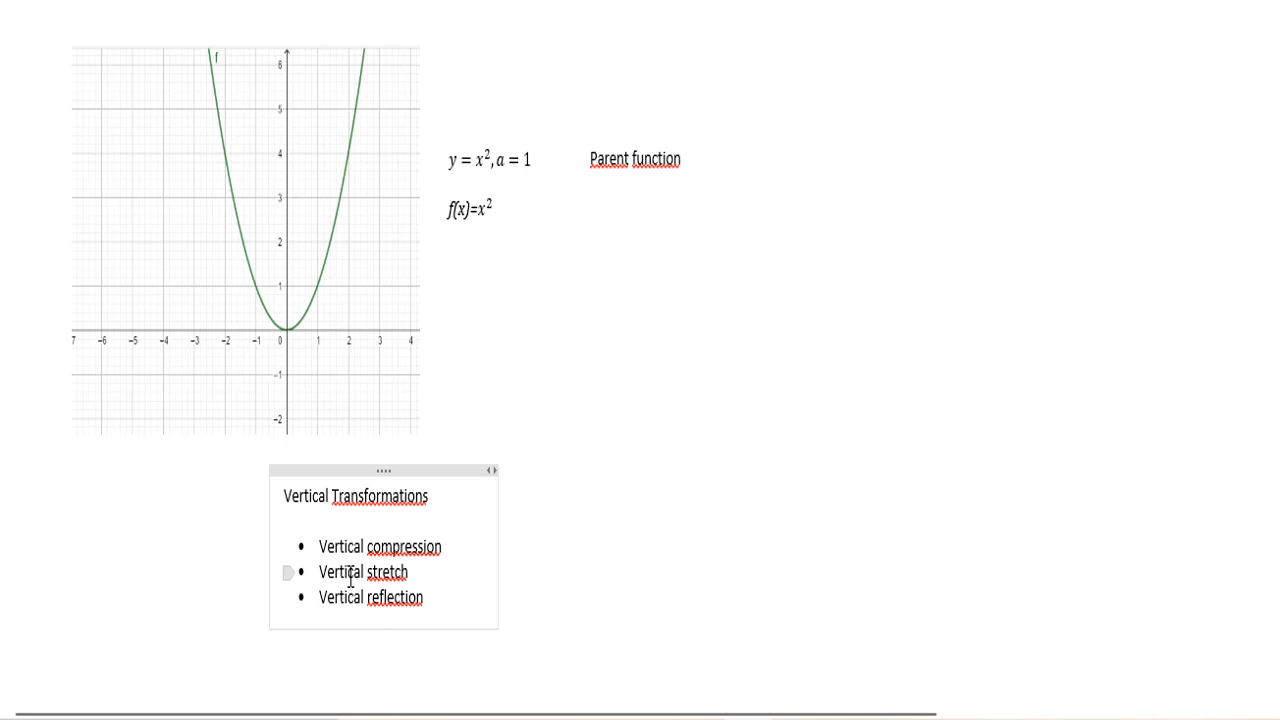 f
6
5
4
3
2
1
7 −6 −5 −4 −3 −2 −1 0 1 2 3 4
−1
−2
y = x², a = 1 Parent function
f(x)=x²
Vertical Transformations
• Vertical compression
• Vertical stretch
• Vertical reflection